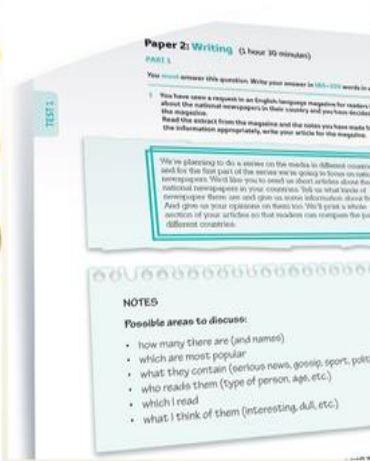 Paper 2: Writing (1 hour 30 minutes)
PART 1
You must answer this question. Write your answer in 180–220 words in a
TEST 1
1 You have seen a request in an English-language magazine for readers
about the national newspapers in their country and you have decided
the magazine.
Read the extract from the magazine and the notes you have made
the information appropriately, write your article for the magazine.
We're planning to do a series on the media in different countries
and for the first part of the series we're going to focus on
newspapers. We'd like you to send us short articles about the
national newspapers in your countries. Tell us what kinds of
newspaper there are and give us some information about
And give us your opinions on them too. We'll print a whole
section of your articles so that readers can compare the
different countries.
NOTES
Possible areas to discuss:
• how many there are (and names)
• which are most popular
• what they contain (serious news, gossip, sport, polit
• who reads them (type of person, age, etc.)
• which I read
• what I think of them (interesting, dull, etc.)